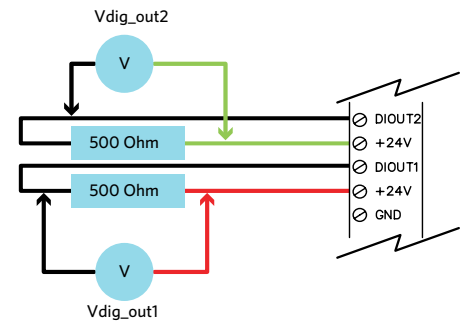 Vdig_out2
V
DIOUT2
500 Ohm
+24V
DIOUT1
500 Ohm
+24V
GND
V
Vdig_out1